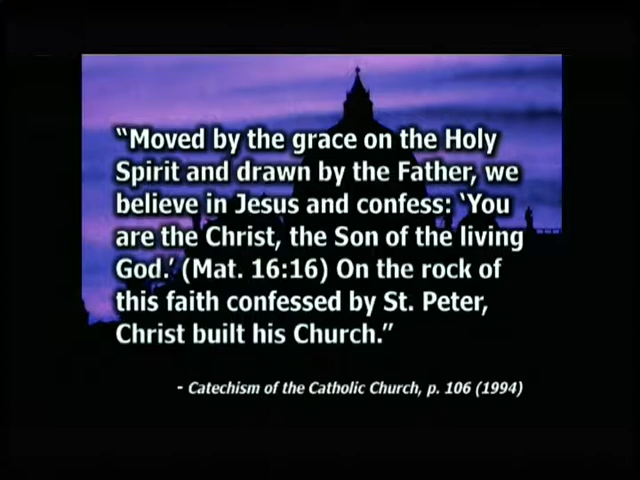 “Moved by the grace on the Holy
Spirit and drawn by the Father, we
believe in Jesus and confess: ‘You
are the Christ, the Son of the living
God.’ (Mat. 16:16) On the rock of
this faith confessed by St. Peter,
Christ built his Church.”
- Catechism of the Catholic Church, p. 106 (1994)